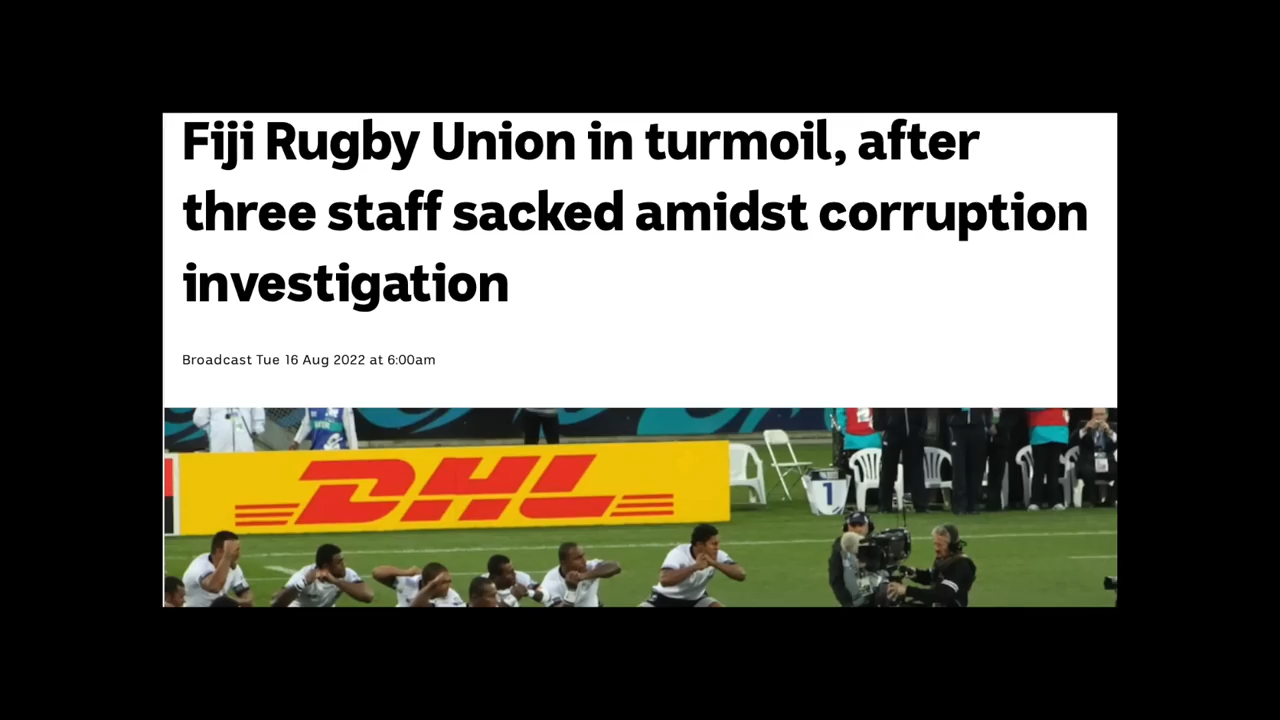 Fiji Rugby Union in turmoil, after
three staff sacked amidst corruption
investigation
Broadcast Tue 16 Aug 2022 at 6:00am
DHL
1